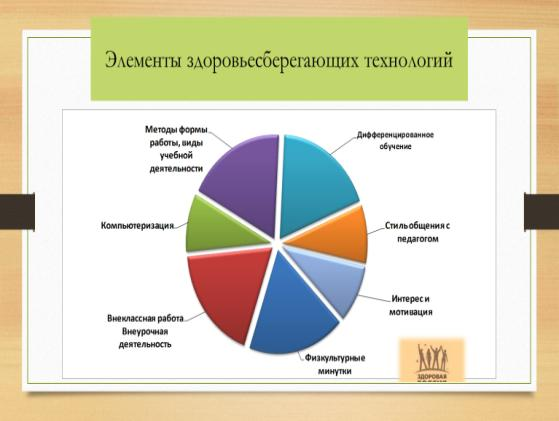 Элементы здоровьесберегающих технологий
Методы формы
работы, виды
учебной
деятельности
Дифференцированное
обучение
Компьютеризация
Стиль общения с
педагогом
Интерес и
мотивация
Внеклассная работа
Внеурочная
деятельность
Физкультурные
минутки
ЗДОРОВАЯ